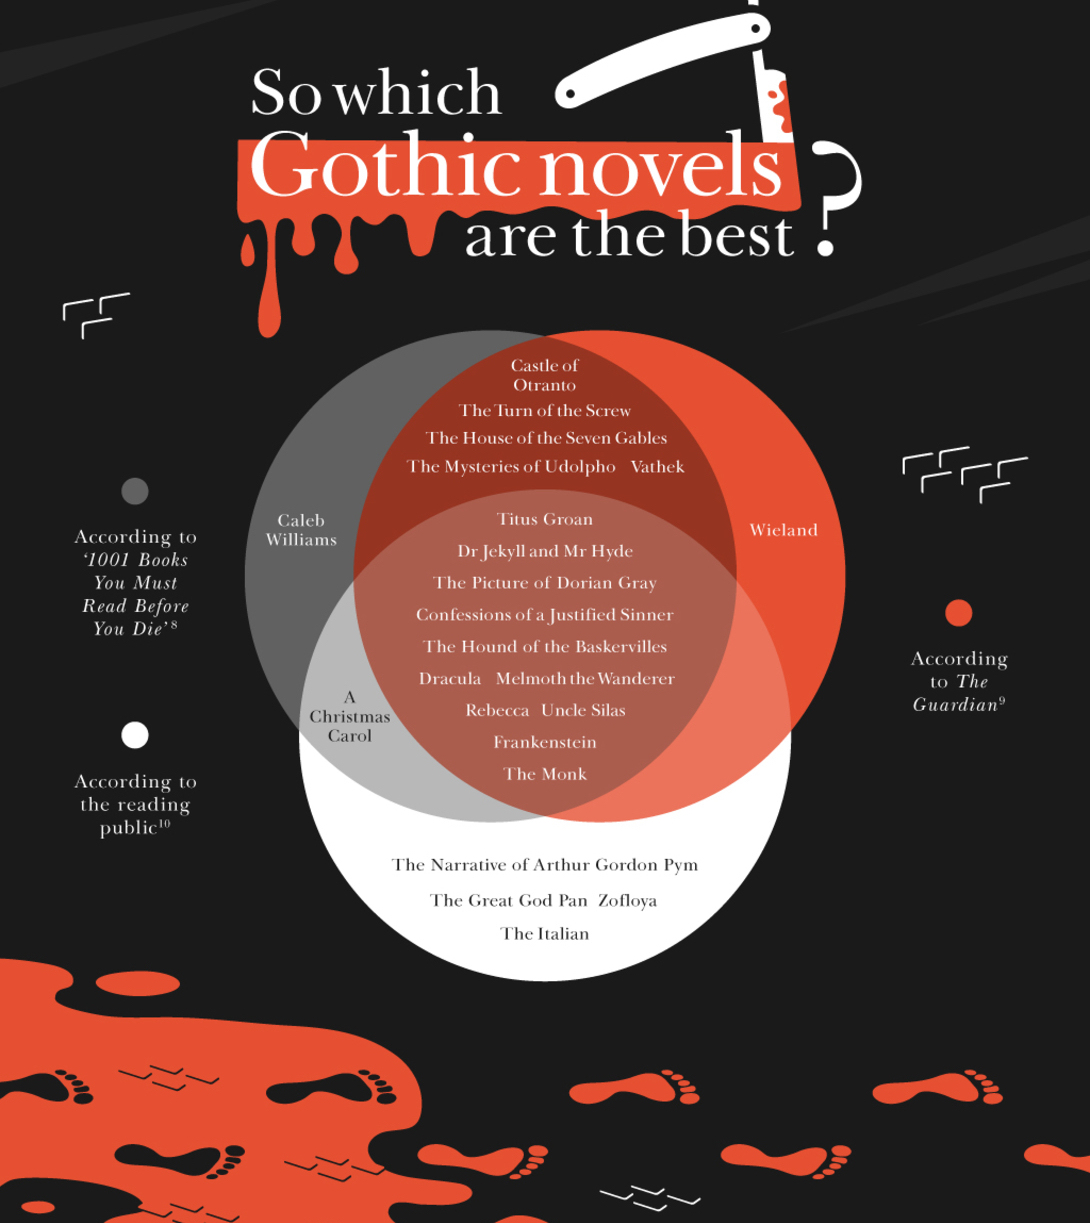 So which
Gothic novels
are the best?
Castle of
Otranto
The Turn of the Screw
The House of the Seven Gables
The Mysteries of Udolpho Vathek
Caleb
Williams
Wieland
Titus Groan
Dr Jekyll and Mr Hyde
The Picture of Dorian Gray
Confessions of a Justified Sinner
The Hound of the Baskervilles
Dracula Melmoth the Wanderer
Rebecca Uncle Silas
Frankenstein
The Monk
A
Christmas
Carol
The Narrative of Arthur Gordon Pym
The Great God Pan Zofloya
The Italian
According to
‘1001 Books
You Must
Read Before
You Die’⁸
According to
the reading
public¹⁰
According
to The
Guardian⁹